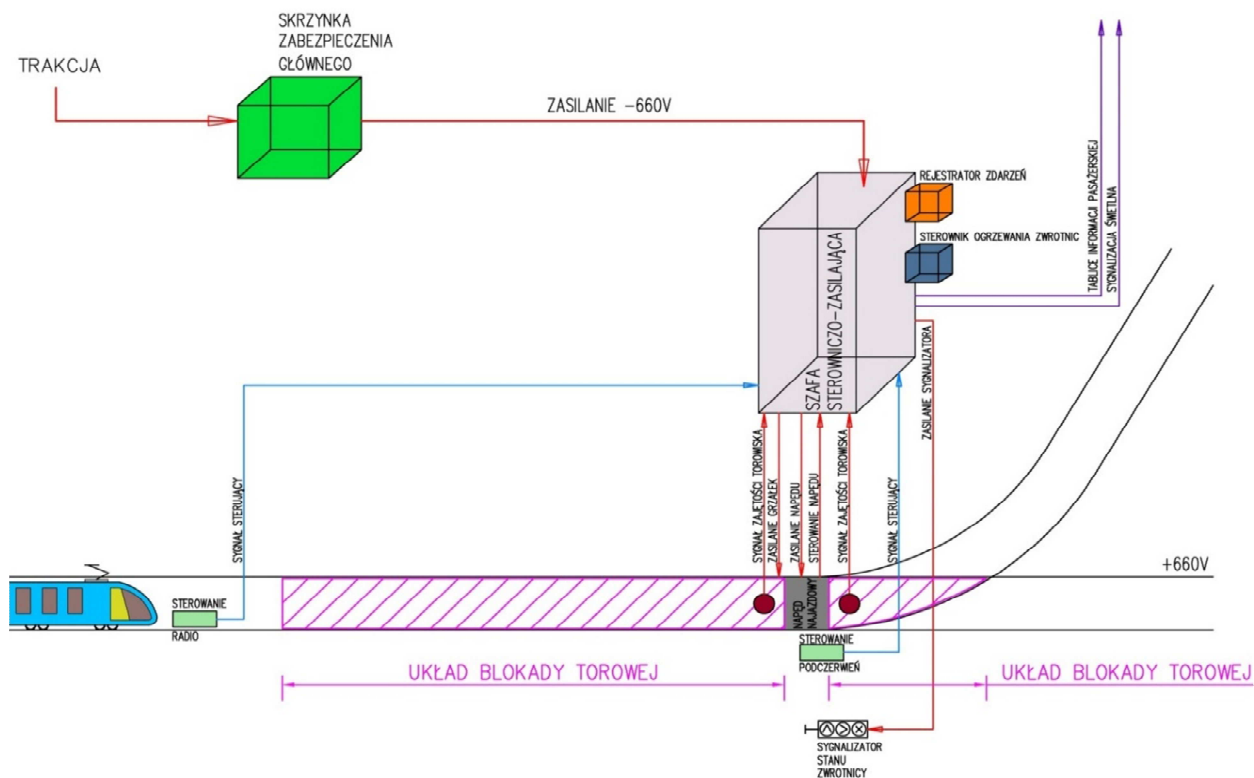 SKRZYNKA
ZABEZPIECZENIA
GŁÓWNEGO
TRAKCJA
ZASILANIE -660V
REJESTRATOR ZDARZEŃ
STEROWNIK OGRZEWANIA ZWROTNIC
TABLICE INFORMACJI PASAŻERSKIEJ
SYGNALIZACJA ŚWIETLNA
SZAFA
STEROWNICZO-ZASILAJĄCA
ZASILANIE SYGNALIZATORA
SYGNAŁ STERUJĄCY
SYGNAŁ ZAJĘTOŚCI TOROWISKA
ZASILANIE GRZAŁEK
ZASILANIE NAPĘDU
STEROWANIE NAPĘDU
SYGNAŁ ZAJĘTOŚCI TOROWISKA
SYGNAŁ STERUJĄCY
+660V
STEROWANIE
RADIO
NAPĘD
NAJAZDOWY
STEROWANIE
PODCZERWIEŃ
UKŁAD BLOKADY TOROWEJ
UKŁAD BLOKADY TOROWEJ
SYGNALIZATOR
STANU
ZWROTNICY